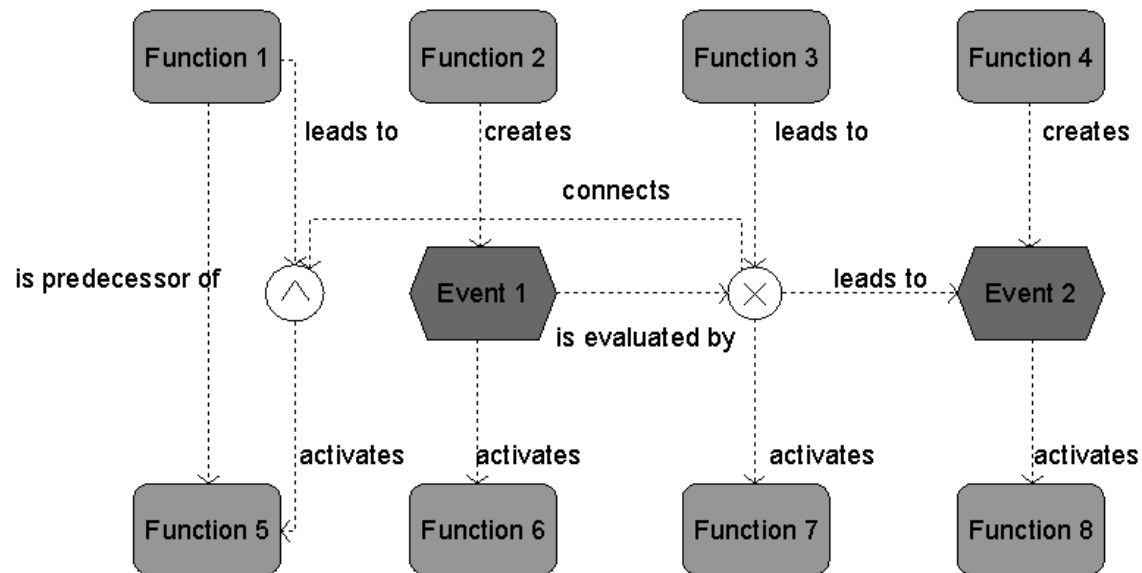 Function 1
Function 2
Function 3
Function 4
leads to
creates
leads to
creates
connects
is predecessor of
Event 1
leads to
Event 2
is evaluated by
activates
activates
activates
activates
Function 5
Function 6
Function 7
Function 8